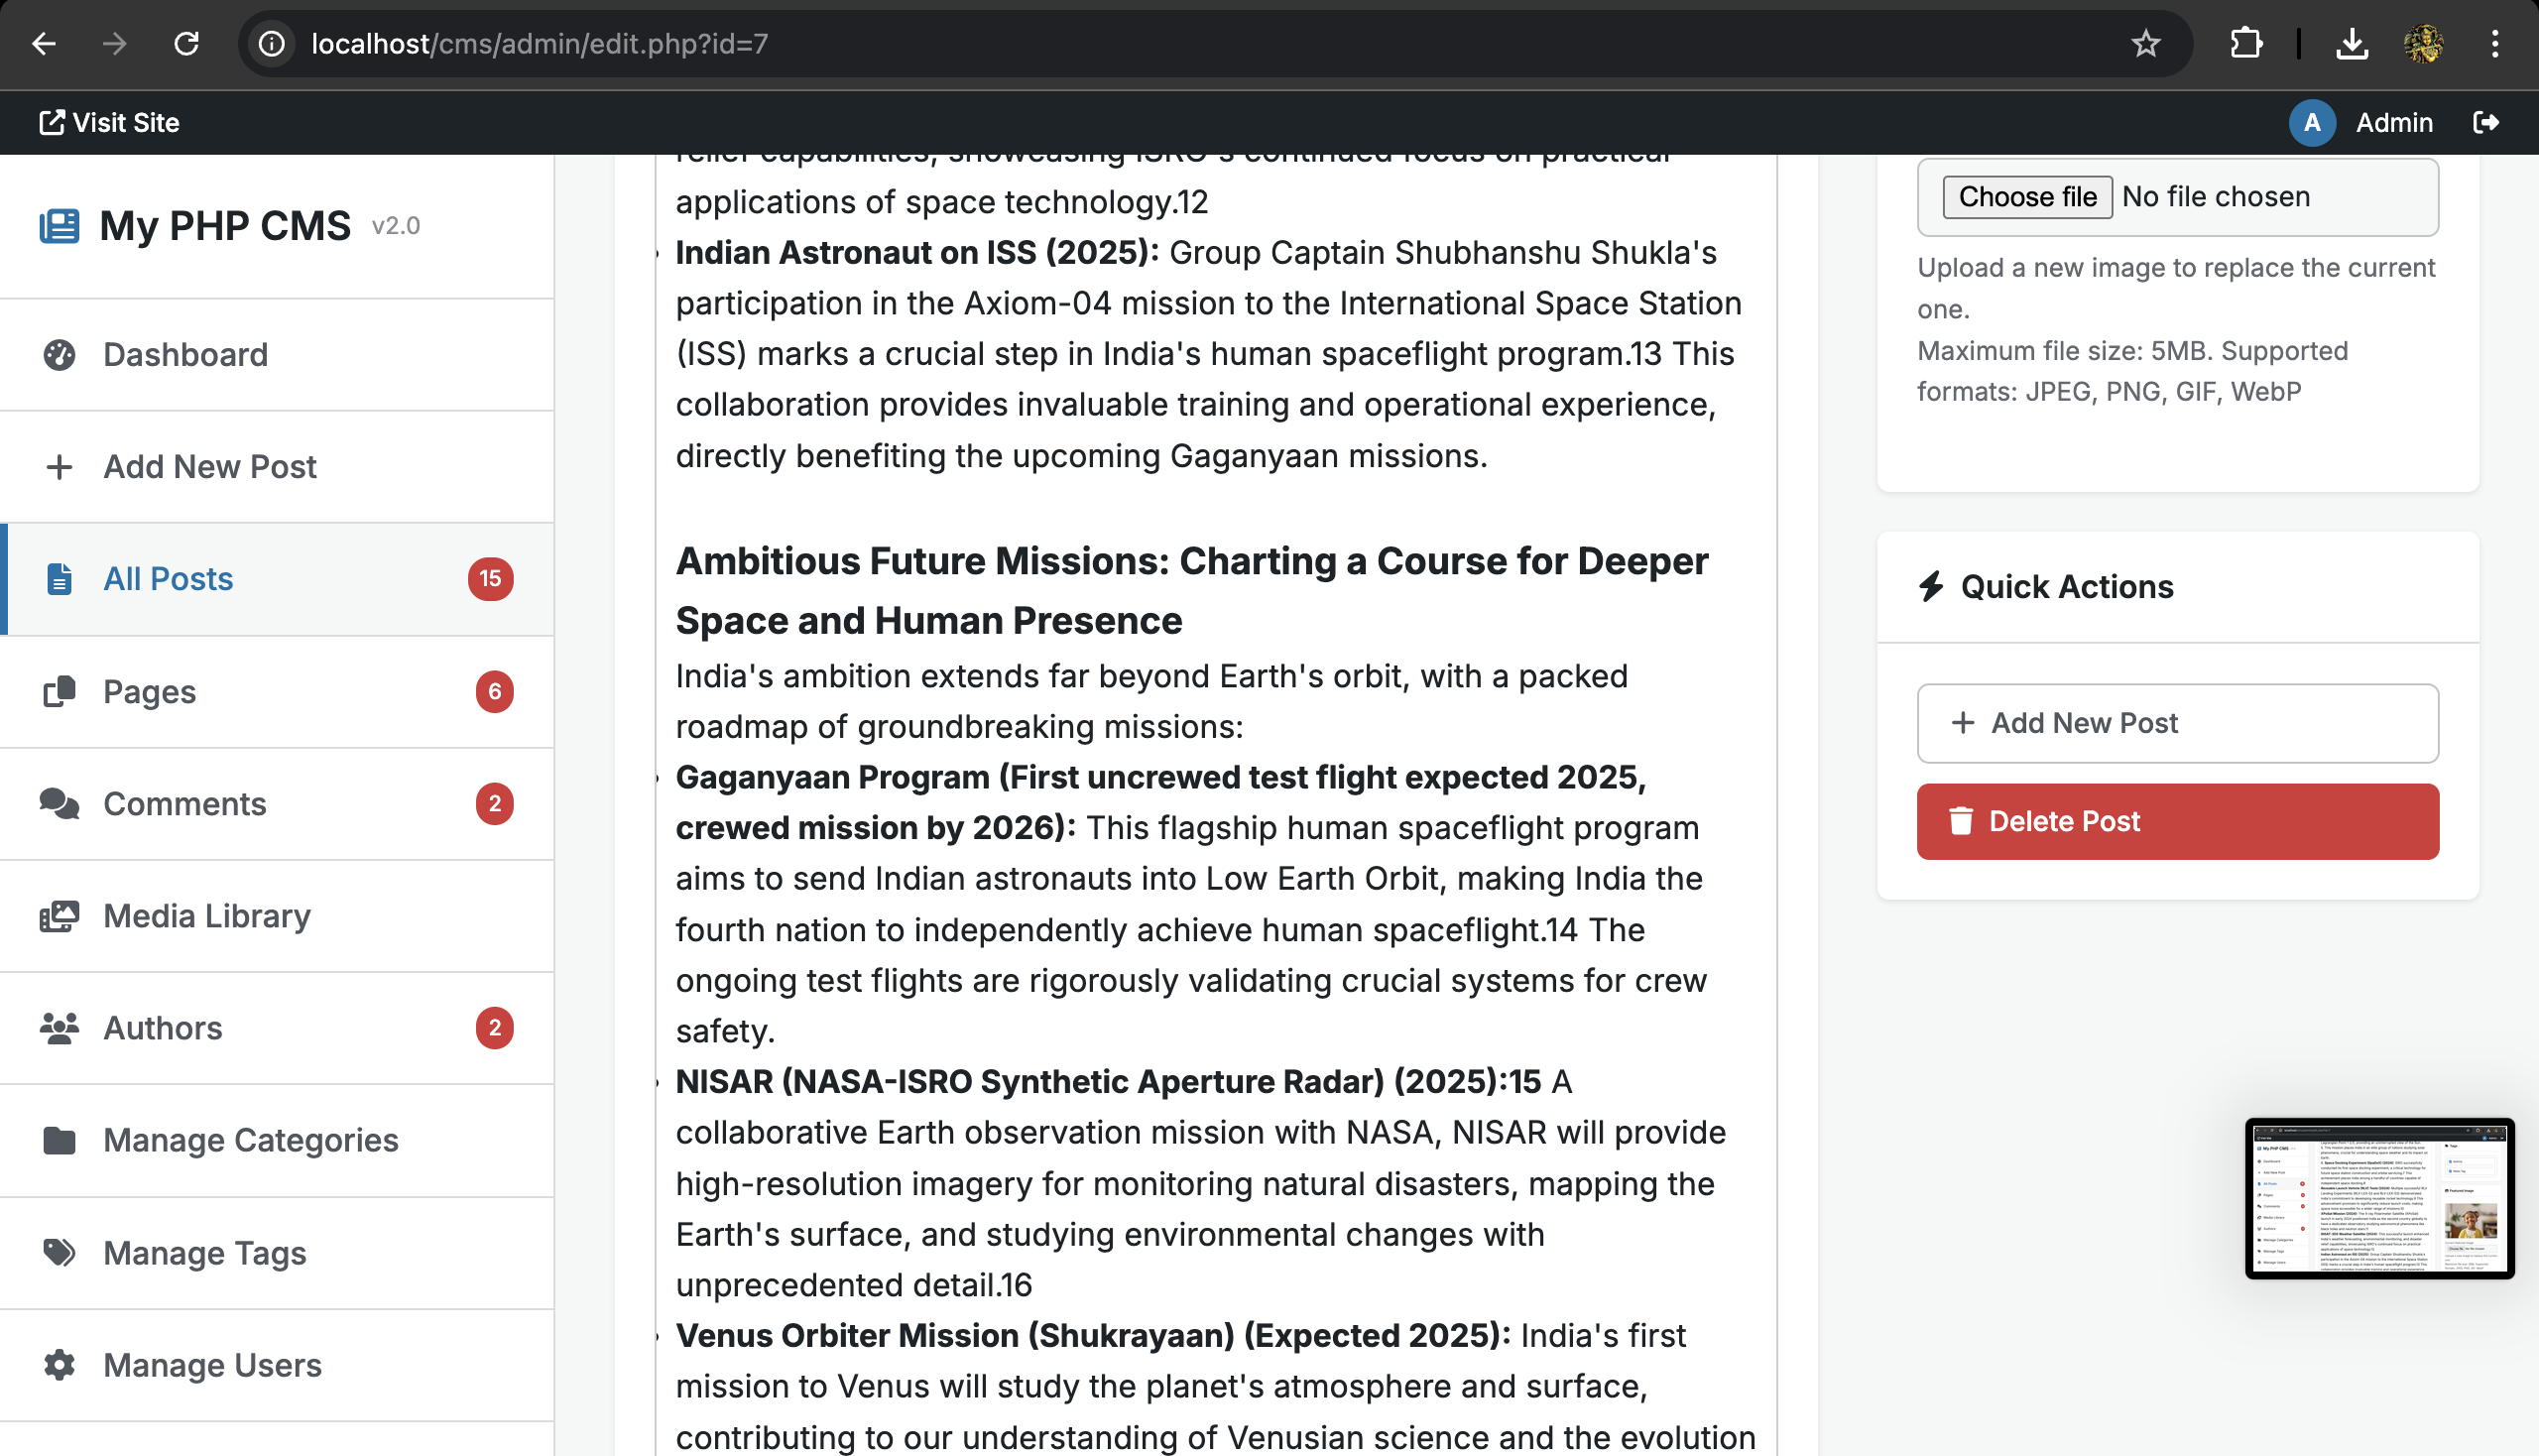 localhost/cms/admin/edit.php?id=7
Visit Site
A
Admin
My PHP CMS v2.0
Dashboard
Add New Post
All Posts 15
Pages 6
Comments 2
Media Library
Authors 2
Manage Categories
Manage Tags
Manage Users
relief capabilities, showcasing ISRO's continued focus on practical
applications of space technology.12
Indian Astronaut on ISS (2025): Group Captain Shubhanshu Shukla's
participation in the Axiom-04 mission to the International Space Station
(ISS) marks a crucial step in India's human spaceflight program.13 This
collaboration provides invaluable training and operational experience,
directly benefiting the upcoming Gaganyaan missions.
Ambitious Future Missions: Charting a Course for Deeper
Space and Human Presence
India's ambition extends far beyond Earth's orbit, with a packed
roadmap of groundbreaking missions:
Gaganyaan Program (First uncrewed test flight expected 2025,
crewed mission by 2026): This flagship human spaceflight program
aims to send Indian astronauts into Low Earth Orbit, making India the
fourth nation to independently achieve human spaceflight.14 The
ongoing test flights are rigorously validating crucial systems for crew
safety.
NISAR (NASA-ISRO Synthetic Aperture Radar) (2025):15 A
collaborative Earth observation mission with NASA, NISAR will provide
high-resolution imagery for monitoring natural disasters, mapping the
Earth's surface, and studying environmental changes with
unprecedented detail.16
Venus Orbiter Mission (Shukrayaan) (Expected 2025): India's first
mission to Venus will study the planet's atmosphere and surface,
contributing to our understanding of Venusian science and the evolution
Choose file No file chosen
Upload a new image to replace the current
one.
Maximum file size: 5MB. Supported
formats: JPEG, PNG, GIF, WebP
Quick Actions
Add New Post
Delete Post